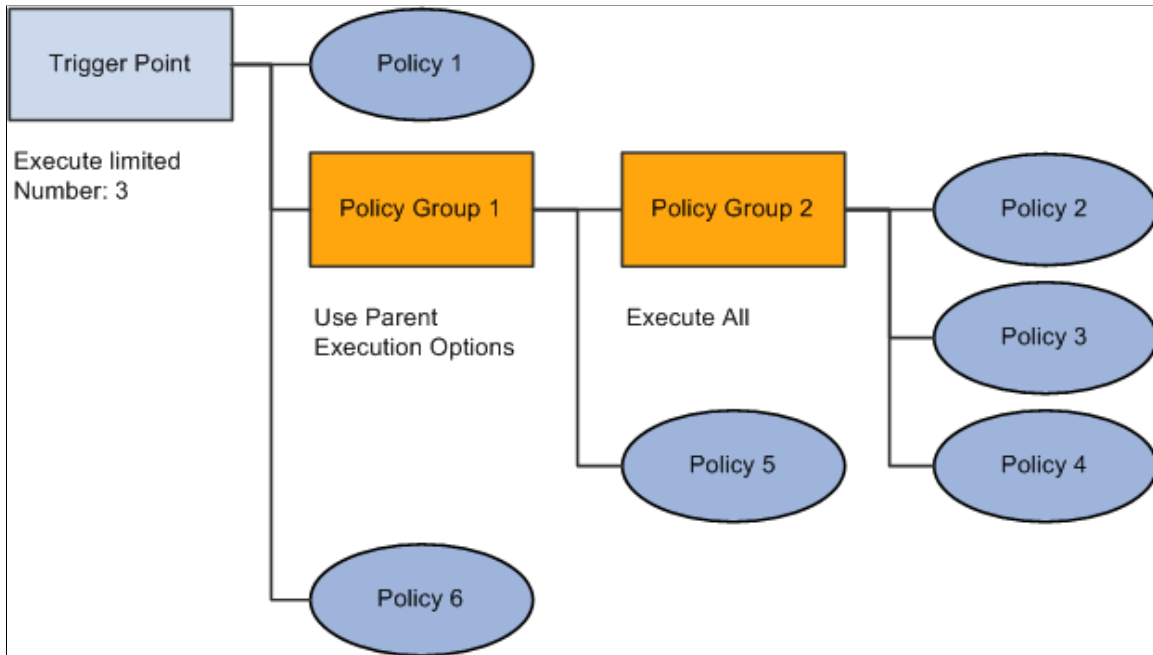 Trigger Point
Policy 1
Execute limited
Number: 3
Policy Group 1
Policy Group 2
Policy 2
Use Parent
Execution Options
Execute All
Policy 3
Policy 5
Policy 4
Policy 6